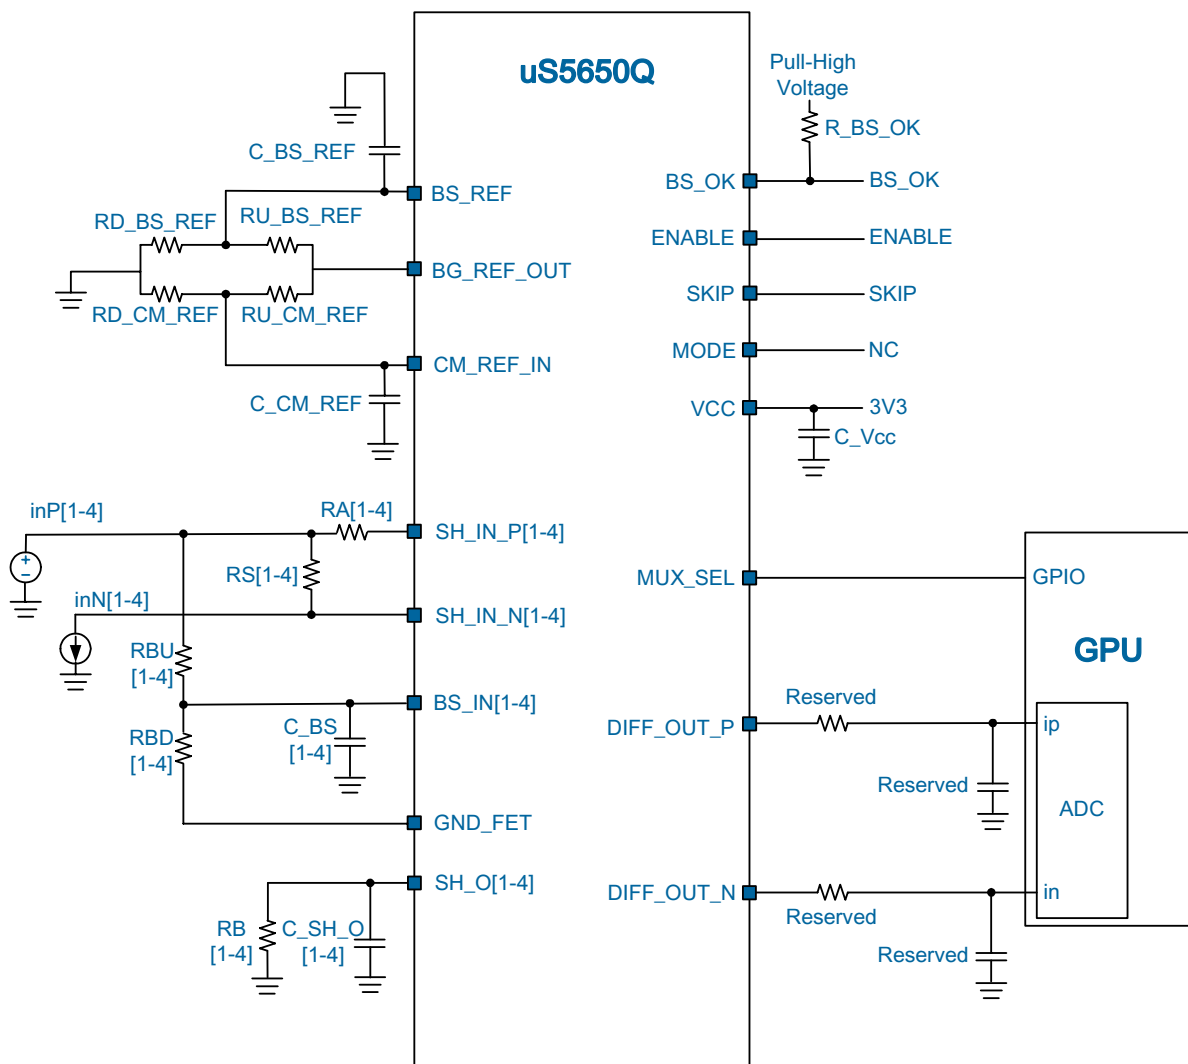 uS5650Q
Pull-High
Voltage
R_BS_OK
C_BS_REF
BS_REF
BS_OK
BS_OK
RD_BS_REF
RU_BS_REF
ENABLE
ENABLE
BG_REF_OUT
SKIP
SKIP
RD_CM_REF
RU_CM_REF
MODE
NC
CM_REF_IN
C_CM_REF
VCC
3V3
C_Vcc
inP[1-4]
RA[1-4]
SH_IN_P[1-4]
+
−
RS[1-4]
MUX_SEL
GPIO
inN[1-4]
SH_IN_N[1-4]
GPU
RBU
[1-4]
BS_IN[1-4]
Reserved
C_BS
[1-4]
RBD
[1-4]
DIFF_OUT_P
ip
Reserved
ADC
GND_FET
SH_O[1-4]
DIFF_OUT_N
in
Reserved
RB
[1-4]
C_SH_O
[1-4]
Reserved